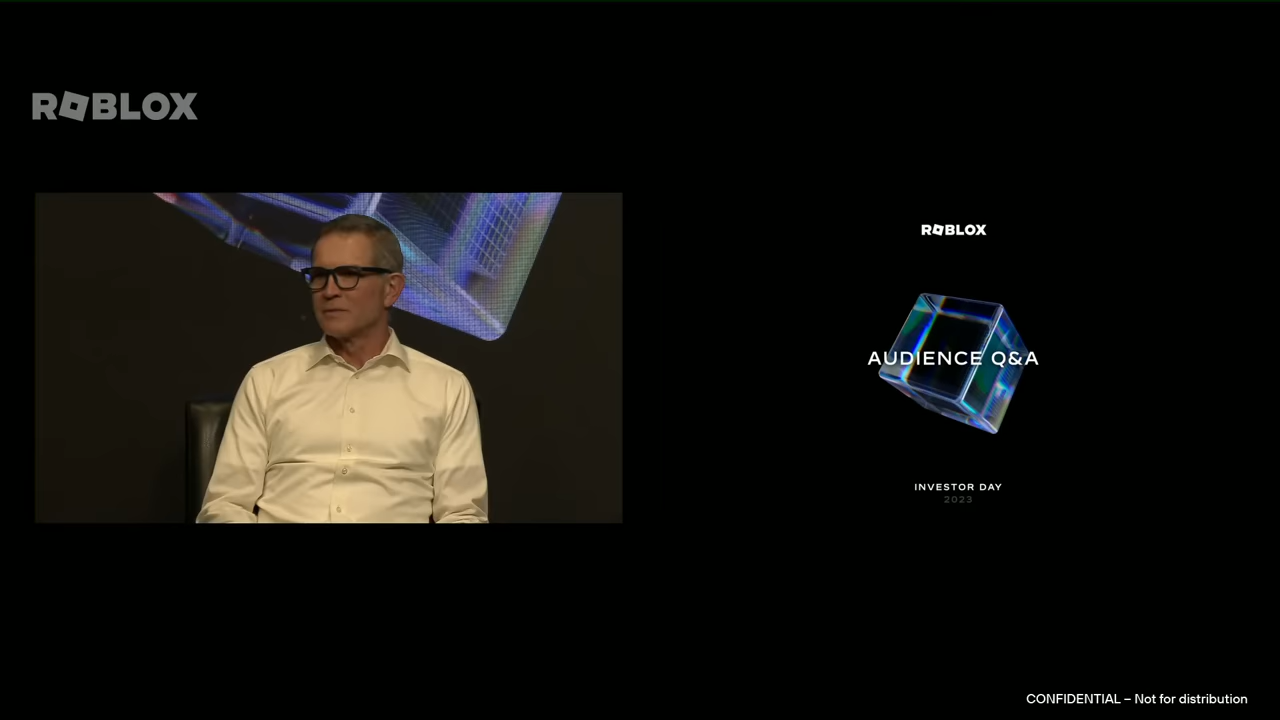 ROBLOX
ROBLOX
AUDIENCE Q&A
INVESTOR DAY
2023
CONFIDENTIAL – Not for distribution